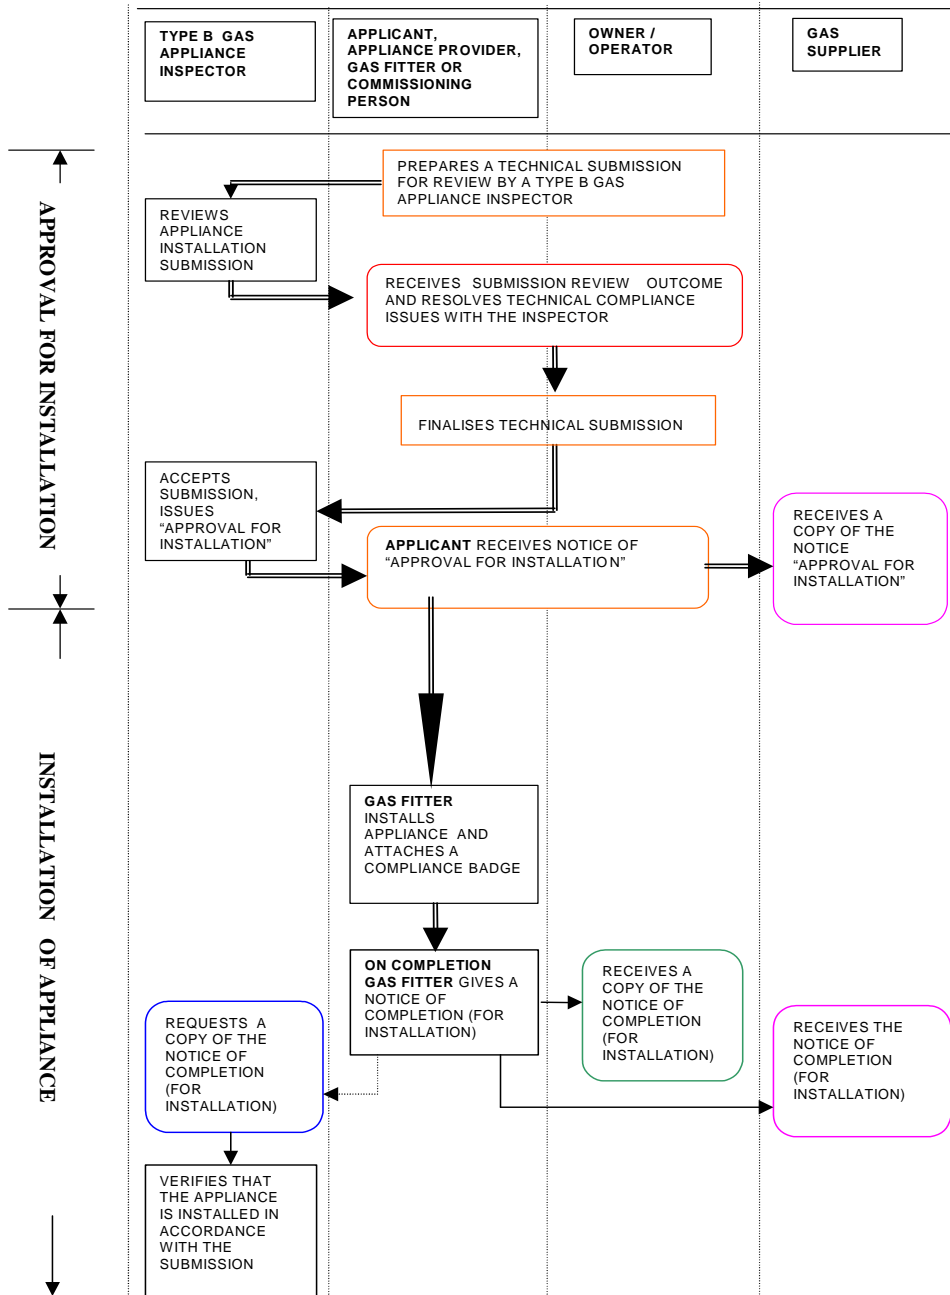 TYPE B GAS
APPLIANCE
INSPECTOR
APPLICANT,
APPLIANCE PROVIDER,
GAS FITTER OR
COMMISSIONING
PERSON
OWNER /
OPERATOR
GAS
SUPPLIER
APPROVAL FOR INSTALLATION
PREPARES A TECHNICAL SUBMISSION
FOR REVIEW BY A TYPE B GAS
APPLIANCE INSPECTOR
REVIEWS
APPLIANCE
INSTALLATION
SUBMISSION
RECEIVES SUBMISSION REVIEW OUTCOME
AND RESOLVES TECHNICAL COMPLIANCE
ISSUES WITH THE INSPECTOR
FINALISES TECHNICAL SUBMISSION
ACCEPTS
SUBMISSION,
ISSUES
“APPROVAL FOR
INSTALLATION”
APPLICANT RECEIVES NOTICE OF
“APPROVAL FOR INSTALLATION”
RECEIVES A
COPY OF THE
NOTICE
“APPROVAL FOR
INSTALLATION”
INSTALLATION OF APPLIANCE
GAS FITTER
INSTALLS
APPLIANCE AND
ATTACHES A
COMPLIANCE BADGE
ON COMPLETION
GAS FITTER GIVES A
NOTICE OF
COMPLETION (FOR
INSTALLATION)
RECEIVES A
COPY OF THE
NOTICE OF
COMPLETION
(FOR
INSTALLATION)
REQUESTS A
COPY OF THE
NOTICE OF
COMPLETION
(FOR
INSTALLATION)
RECEIVES THE
NOTICE OF
COMPLETION
(FOR
INSTALLATION)
VERIFIES THAT
THE APPLIANCE
IS INSTALLED IN
ACCORDANCE
WITH THE
SUBMISSION